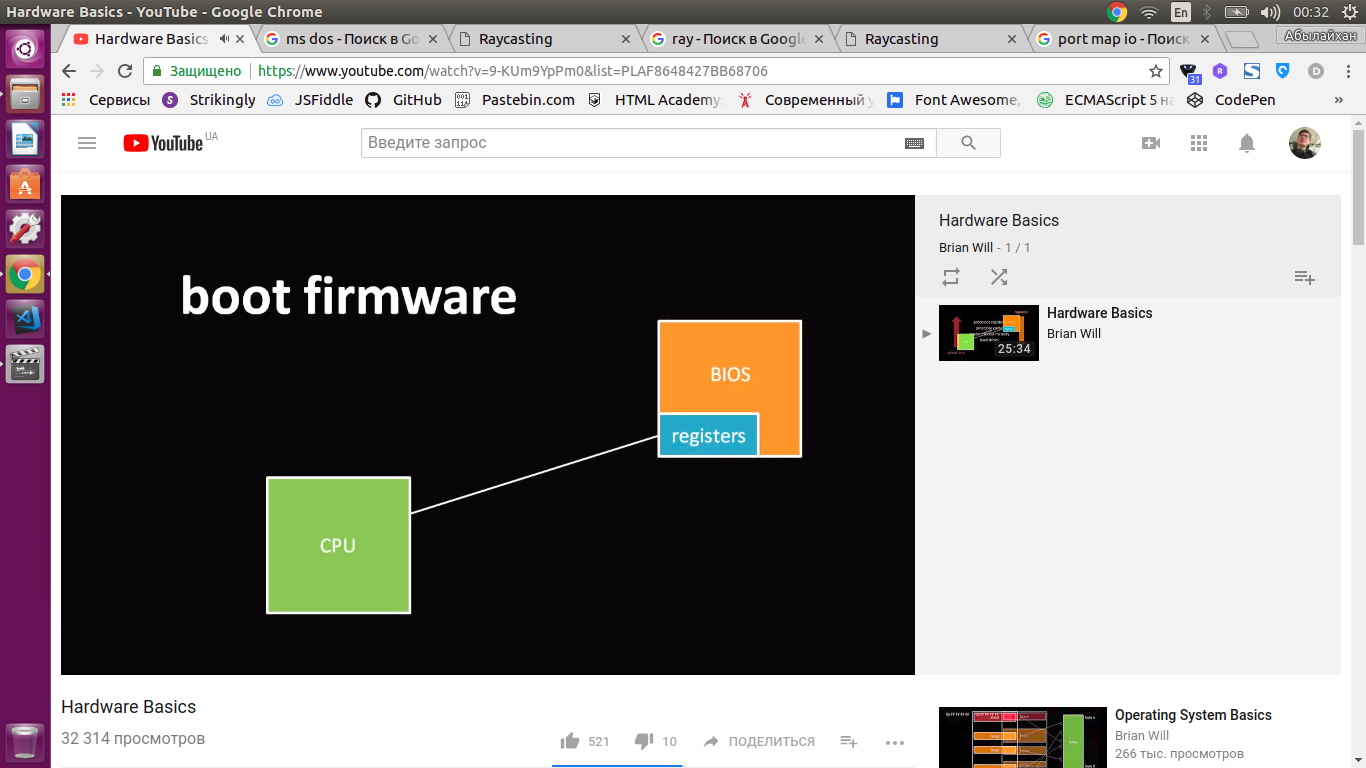 Hardware Basics - YouTube - Google Chrome
En
00:32
Hardware Basics
ms dos - Поиск в Go
Raycasting
ray - Поиск в Google
Raycasting
port map io - Поиск
Абылайхан
Защищено
https://www.youtube.com/watch?v=9-KUm9YpPm0&list=PLAF8648427BB68706
31
Сервисы
Strikingly
JSFiddle
GitHub
Pastebin.com
HTML Academy:
Современный у
Font Awesome,
ECMAScript 5 на
CodePen
»
YouTube UA
Введите запрос
boot firmware
BIOS
registers
CPU
Hardware Basics
Brian Will - 1 / 1
25:34
Hardware Basics
Brian Will
Hardware Basics
32 314 просмотров
521
10
ПОДЕЛИТЬСЯ
Operating System Basics
Brian Will
266 тыс. просмотров